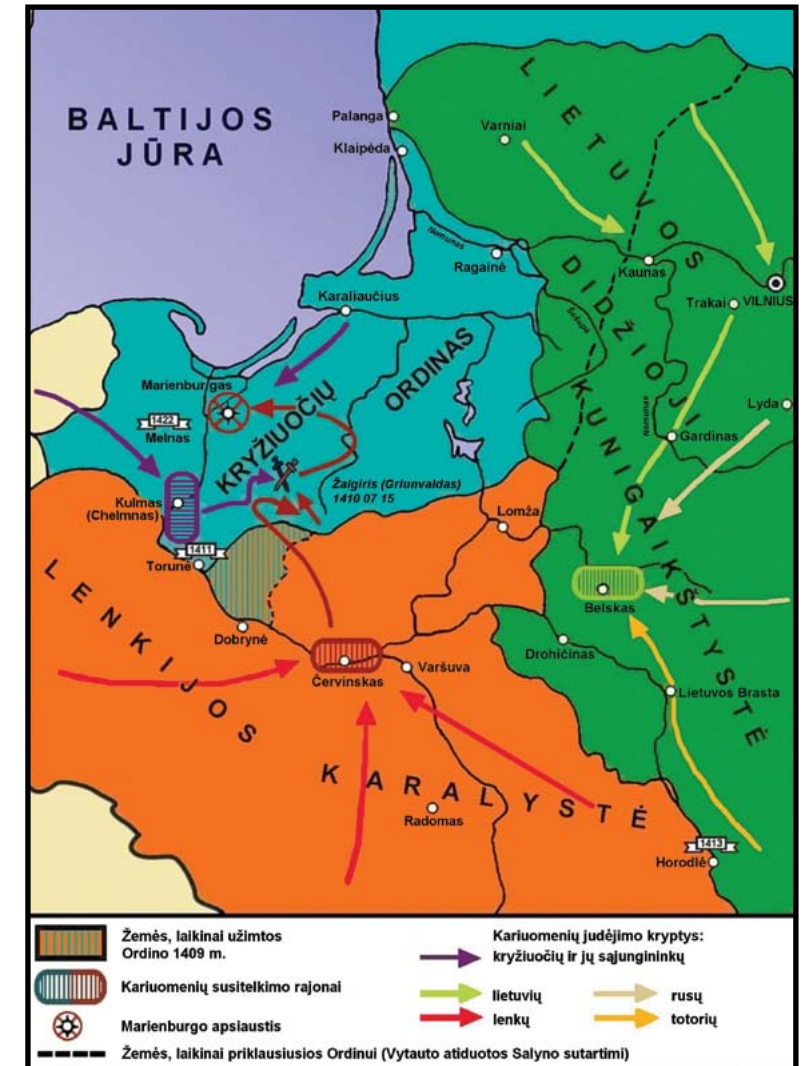 BALTIJOS
JŪRA
Palanga
Klaipėda
Varniai
LIETUVOS
DIDŽIOJI
KUNIGAIKŠTYSTĖ
Nemunas
Ragainė
Kaunas
VILNIUS
Trakai
Šešupė
Karaliaučius
ORDINAS
KRYŽIUOČIŲ
Marienburgas
1422
Melnas
Lyda
Nemunas
Gardinas
Žalgiris (Griunvaldas)
1410 07 15
Kulmas
(Chelmnas)
1411
Torunė
Lomža
Belskas
Dobrynė
Drohičinas
Červinskas
Varšuva
Lietuvos Brasta
LENKIJOS
KARALYSTĖ
Radomas
1413
Horodlė
Žemės, laikinai užimtos
Ordino 1409 m.
Kariuomenių susitelkimo rajonai
Marienburgo apsiaustis
Žemės, laikinai priklausiusios Ordinui (Vytauto atiduotos Salyno sutartimi)
Kariuomenių judėjimo kryptys:
kryžiuočių ir jų sąjungininkų
lietuvių
rusų
lenkų
totorių